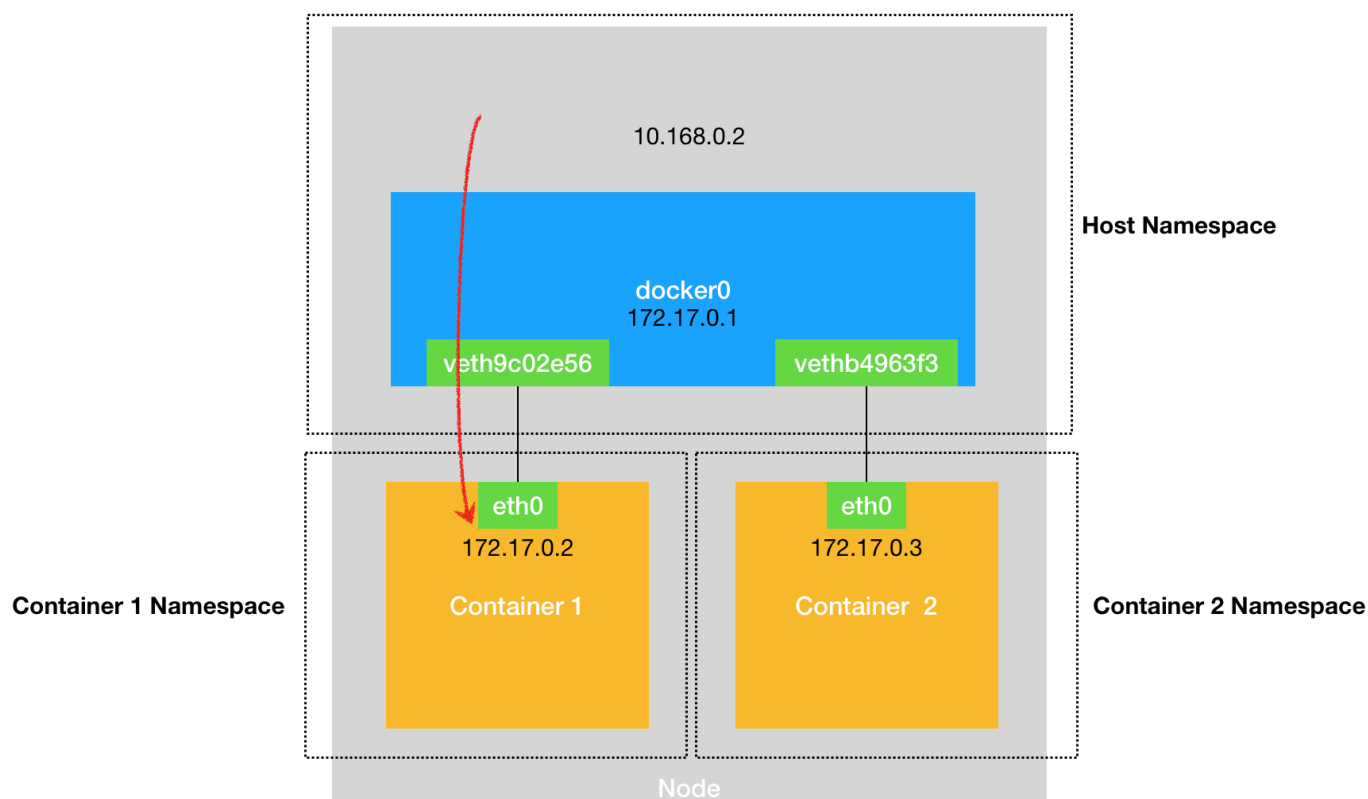 10.168.0.2
Host Namespace
docker0
172.17.0.1
veth9c02e56
vethb4963f3
eth0
eth0
172.17.0.2
172.17.0.3
Container 1 Namespace
Container 1
Container 2
Container 2 Namespace
Node